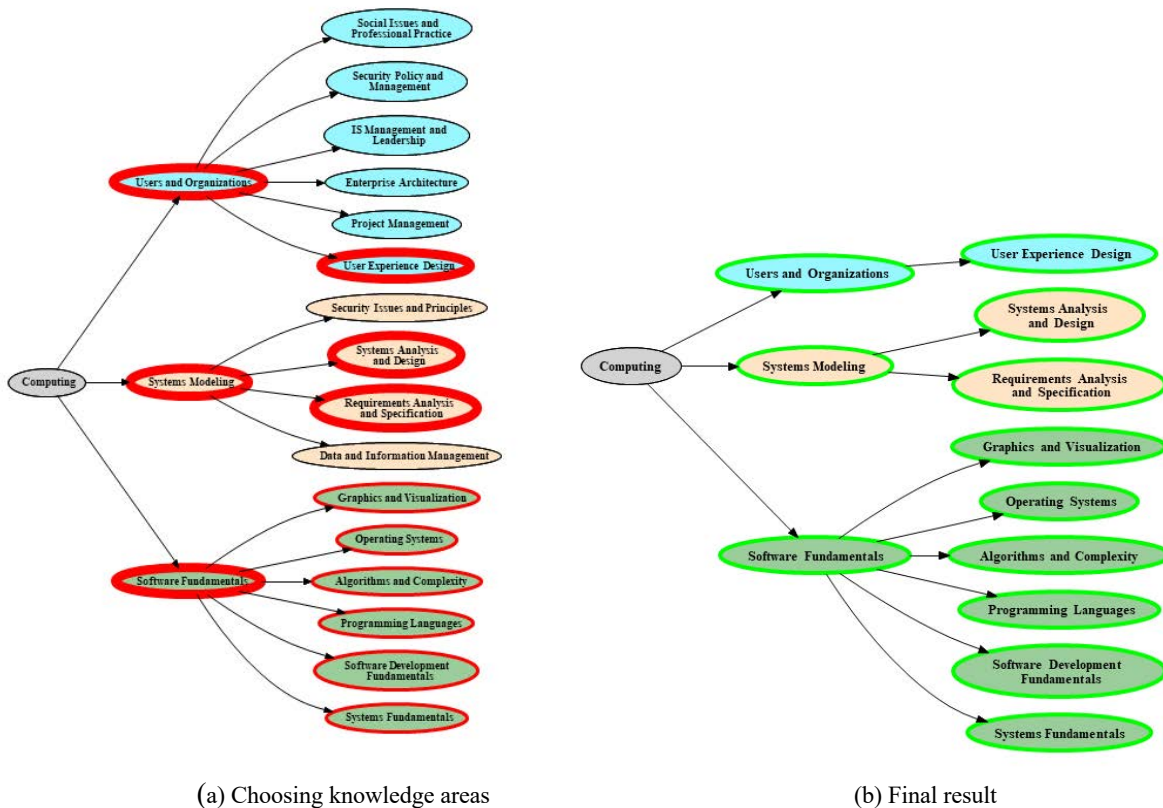 Social Issues and
Professional Practice
Security Policy and
Management
IS Management and
Leadership
Users and Organizations
Enterprise Architecture
Project Management
User Experience Design
Security Issues and Principles
Systems Analysis
and Design
Computing
Systems Modeling
Requirements Analysis
and Specification
Data and Information Management
Graphics and Visualization
Operating Systems
Software Fundamentals
Algorithms and Complexity
Programming Languages
Software Development
Fundamentals
Systems Fundamentals
(a) Choosing knowledge areas
User Experience Design
Users and Organizations
Systems Analysis
and Design
Computing
Systems Modeling
Requirements Analysis
and Specification
Graphics and Visualization
Operating Systems
Software Fundamentals
Algorithms and Complexity
Programming Languages
Software Development
Fundamentals
Systems Fundamentals
(b) Final result